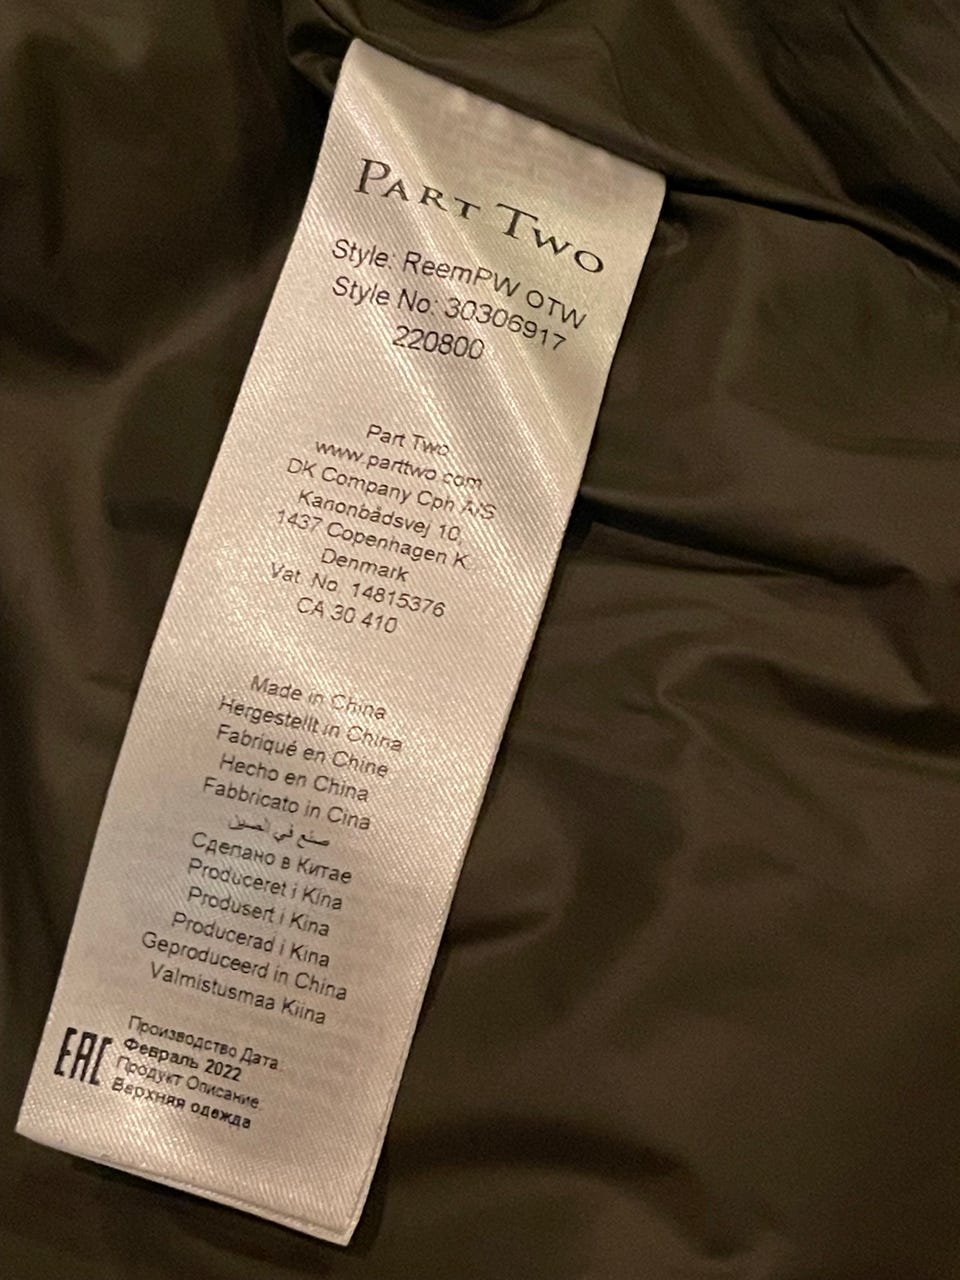 PART TWO
Style: ReemPW OTW
Style No: 30306917
220800
Part Two
www.parttwo.com
DK Company Cph A/S
Kanonbådsvej 10,
1437 Copenhagen K.
Denmark
Vat. No. 14815376
CA 30 410
Made in China
Hergestellt in China
Fabriqué en Chine
Hecho en China
Fabbricato in Cina
صنع في الصين
Сделано в Китае
Produceret i Kina
Produsert i Kina
Producerad i Kina
Geproduceerd in China
Valmistusmaa Kiina
EAC
Производство Дата:
Февраль 2022
Продукт Описание:
Верхняя одежда